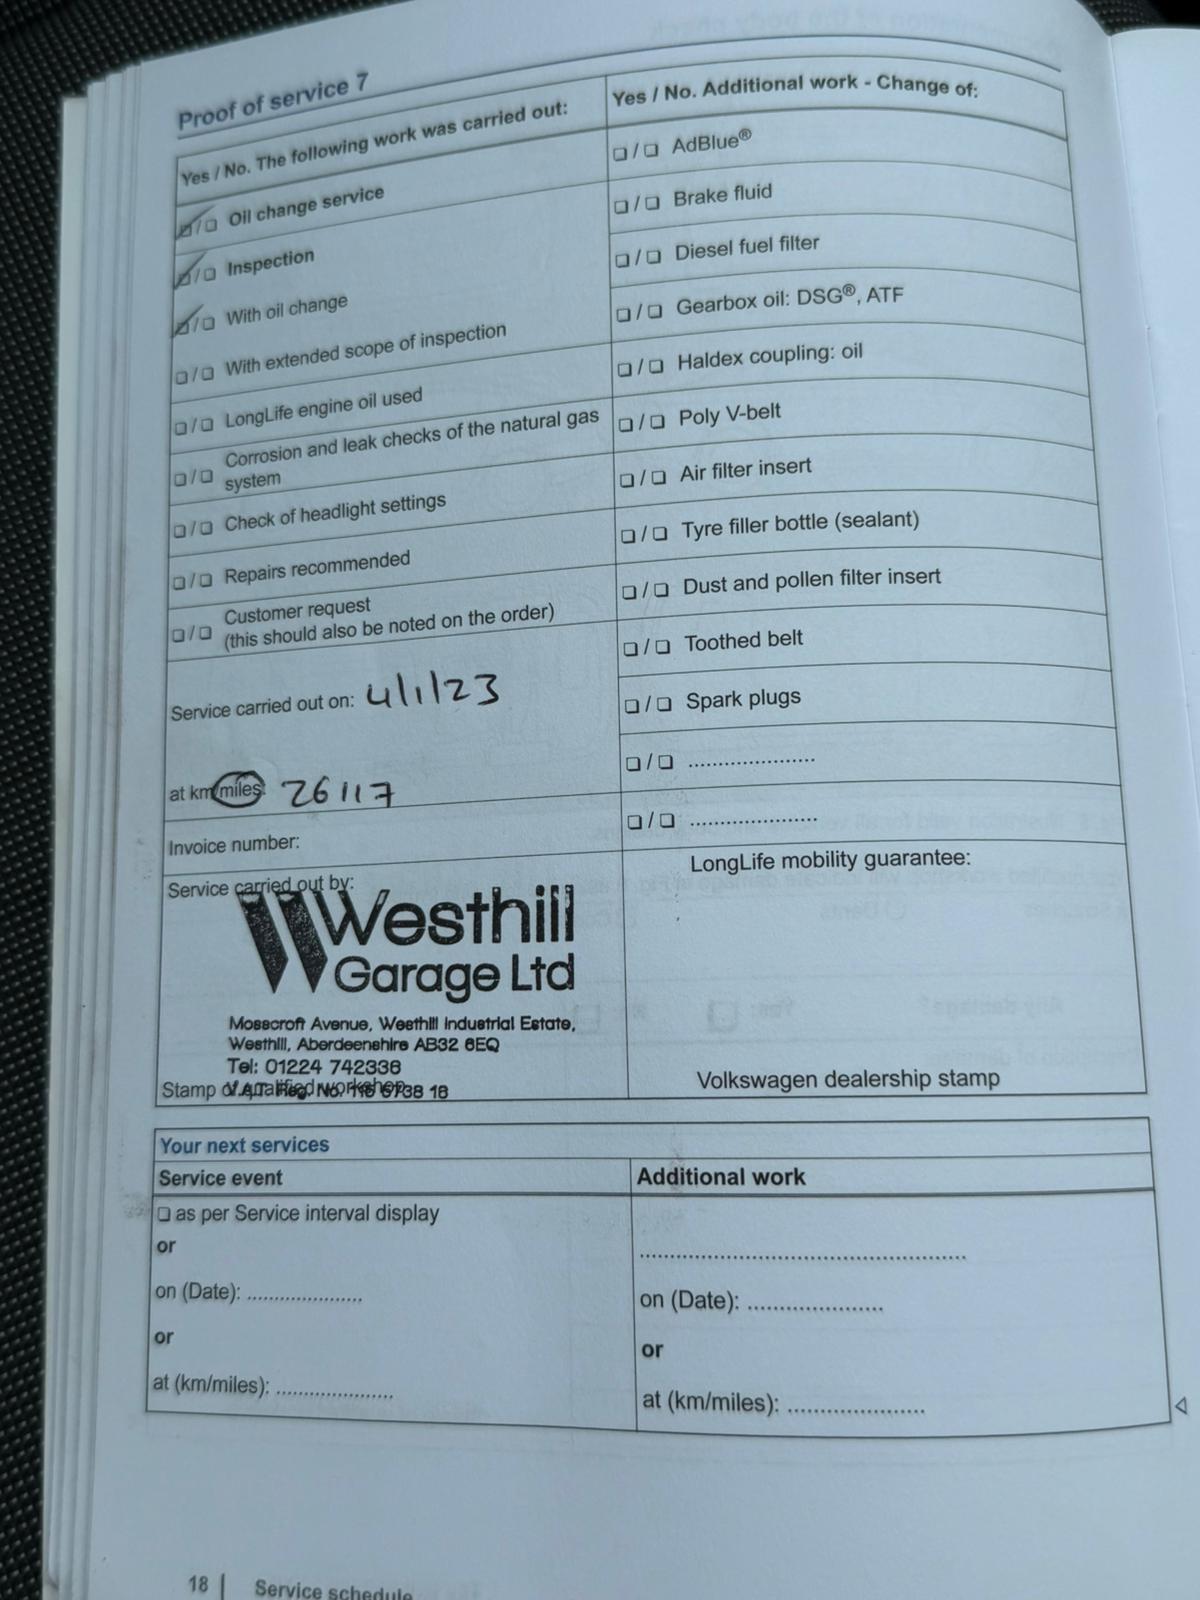 Proof of service 7
Yes / No. The following work was carried out:
❏ / ❏ Oil change service
❏ / ❏ Inspection
❏ / ❏ With oil change
❏ / ❏ With extended scope of inspection
❏ / ❏ LongLife engine oil used
❏ / ❏ Corrosion and leak checks of the natural gas
system
❏ / ❏ Check of headlight settings
❏ / ❏ Repairs recommended
❏ / ❏ Customer request
(this should also be noted on the order)
Service carried out on: 4/1/23
at km/miles: 26117
Invoice number:
Service carried out by:
Westhill
Garage Ltd
Mosscroft Avenue, Westhill Industrial Estate,
Westhill, Aberdeenshire AB32 6EQ
Tel: 01224 742336
V.A.T. Reg. No. 6738 16
Stamp of qualified workshop
Yes / No. Additional work - Change of:
❏ / ❏ AdBlue®
❏ / ❏ Brake fluid
❏ / ❏ Diesel fuel filter
❏ / ❏ Gearbox oil: DSG®, ATF
❏ / ❏ Haldex coupling: oil
❏ / ❏ Poly V-belt
❏ / ❏ Air filter insert
❏ / ❏ Tyre filler bottle (sealant)
❏ / ❏ Dust and pollen filter insert
❏ / ❏ Toothed belt
❏ / ❏ Spark plugs
❏ / ❏ .....................
❏ / ❏ .....................
LongLife mobility guarantee:
Volkswagen dealership stamp
Your next services
Service event
❏ as per Service interval display
or
on (Date): ....................
or
at (km/miles): ....................
Additional work
......................................................
on (Date): ......................
or
at (km/miles): ......................
18 | Service schedule